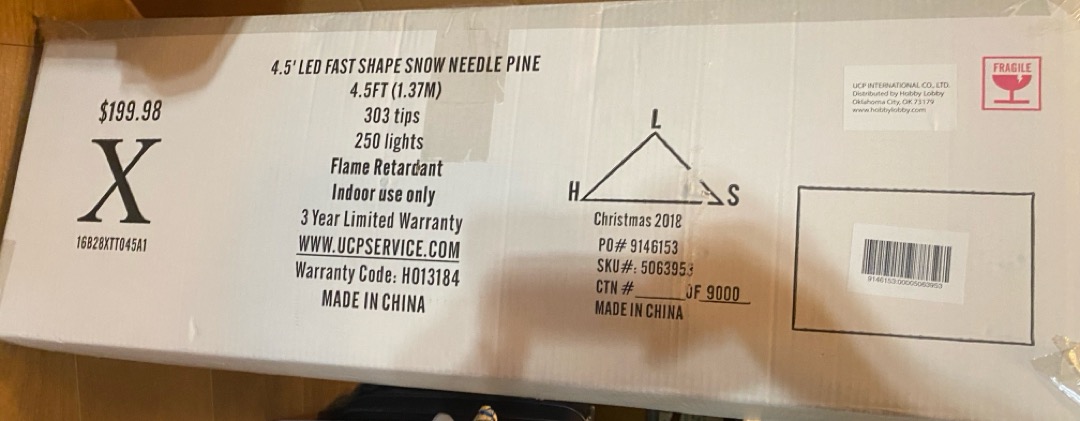 $199.98
X
16B28XTT045A1
4.5' LED FAST SHAPE SNOW NEEDLE PINE
4.5FT (1.37M)
303 tips
250 lights
Flame Retardant
Indoor use only
3 Year Limited Warranty
WWW.UCPSERVICE.COM
Warranty Code: H013184
MADE IN CHINA
L
H S
Christmas 2018
PO# 9146153
SKU#: 5063953
CTN #______OF 9000
MADE IN CHINA
UCP INTERNATIONAL CO., LTD.
Distributed by Hobby Lobby
Oklahoma City, OK 73179
www.hobbylobby.com
FRAGILE
9146153:00005063953